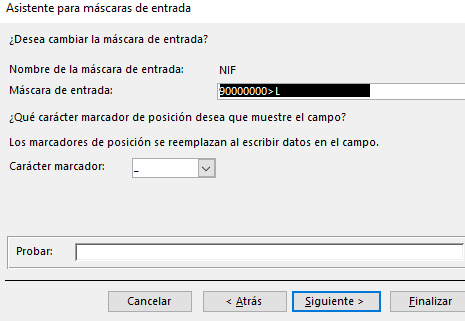 Asistente para máscaras de entrada
¿Desea cambiar la máscara de entrada?
Nombre de la máscara de entrada: NIF
Máscara de entrada: 90000000>L
¿Qué carácter marcador de posición desea que muestre el campo?
Los marcadores de posición se reemplazan al escribir datos en el campo.
Carácter marcador: _
Probar:
Cancelar < Atrás Siguiente > Finalizar